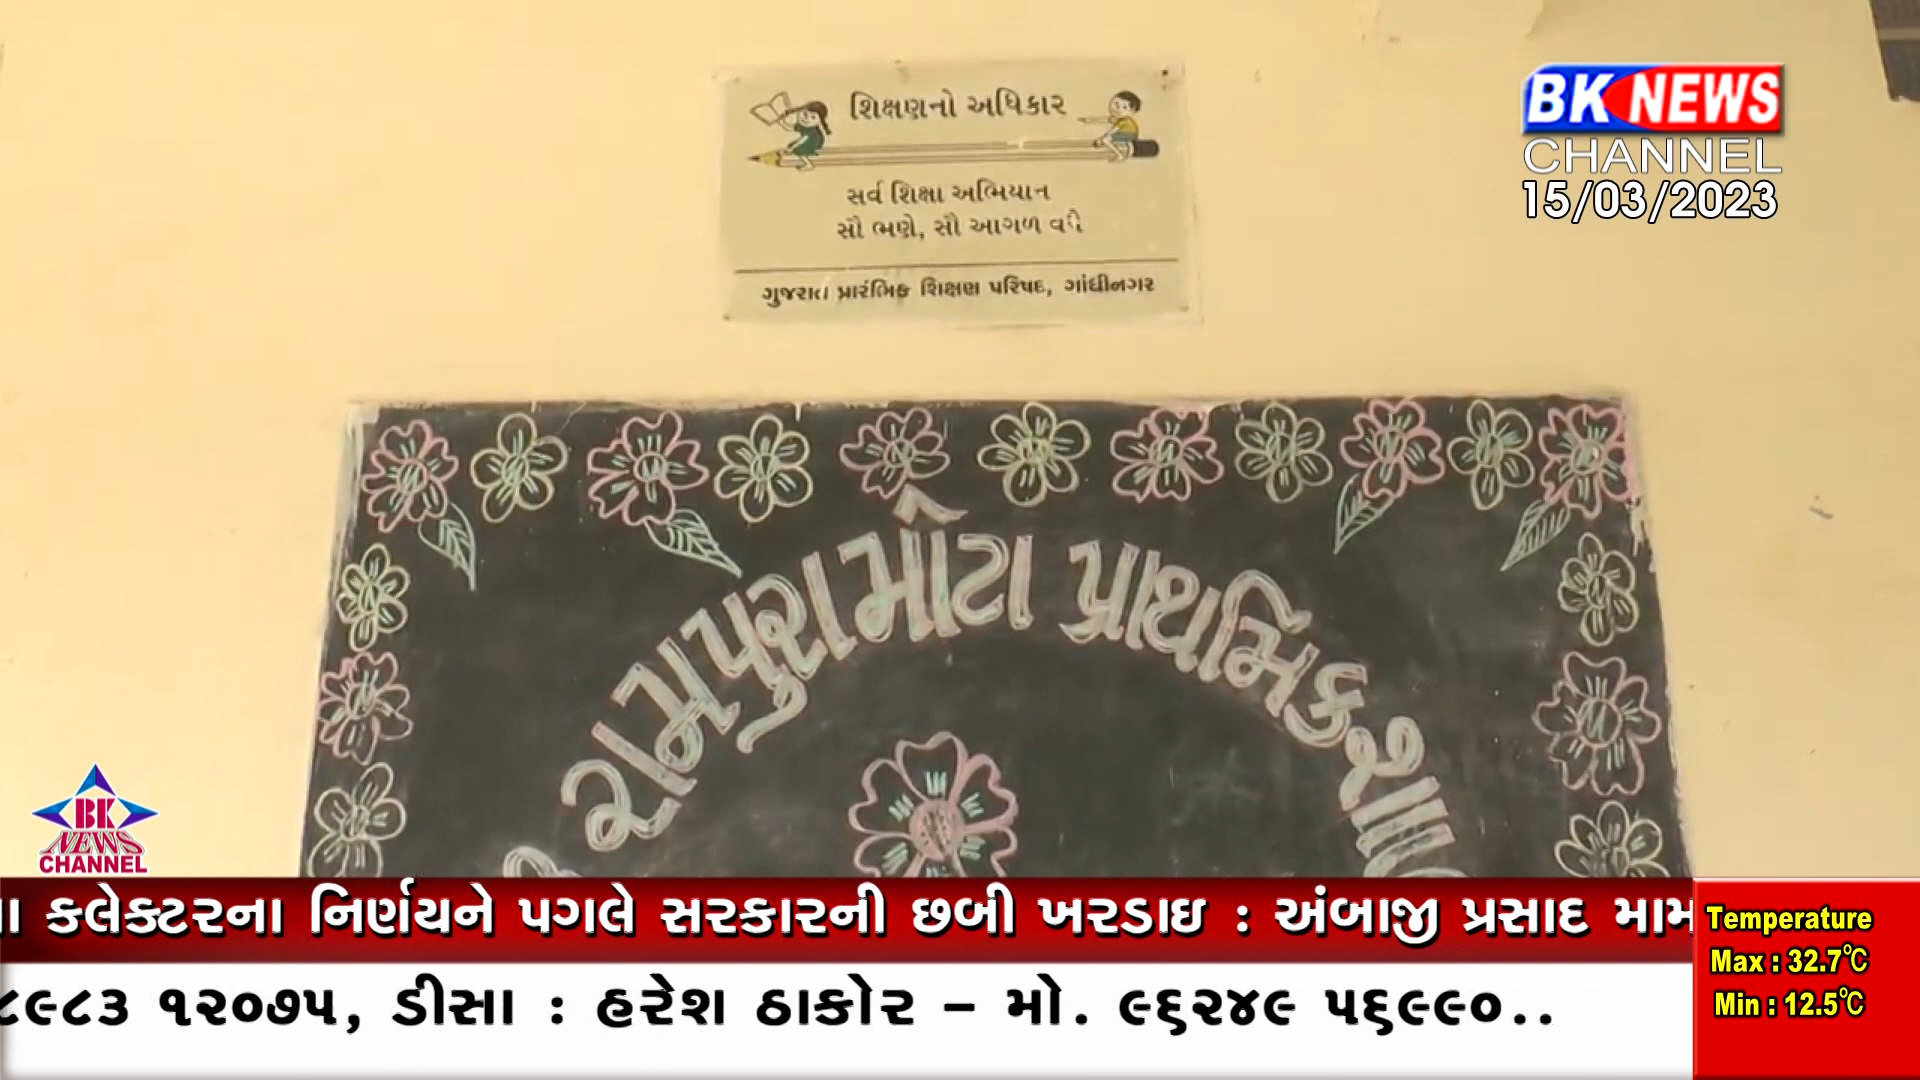 શિક્ષણનો અધિકાર
સર્વ શિક્ષા અભિયાન
સૌ ભણે, સૌ આગળ વધે
ગુજરાત પ્રારંભિક શિક્ષણ પરિષદ, ગાંધીનગર
BK NEWS
CHANNEL
15/03/2023
રામપુરા મોટા પ્રાથમિક શાળા
BK
NEWS
CHANNEL
કલેક્ટરના નિર્ણયને પગલે સરકારની છબી ખરડાઇ : અંબાજી પ્રસાદ મામ
૮૯૮૩ ૧૨૦૭૫, ડીસા : હરેશ ઠાકોર – મો. ૯૬૨૪૯ ૫૬૯૯૦..
Temperature
Max : 32.7℃
Min : 12.5℃